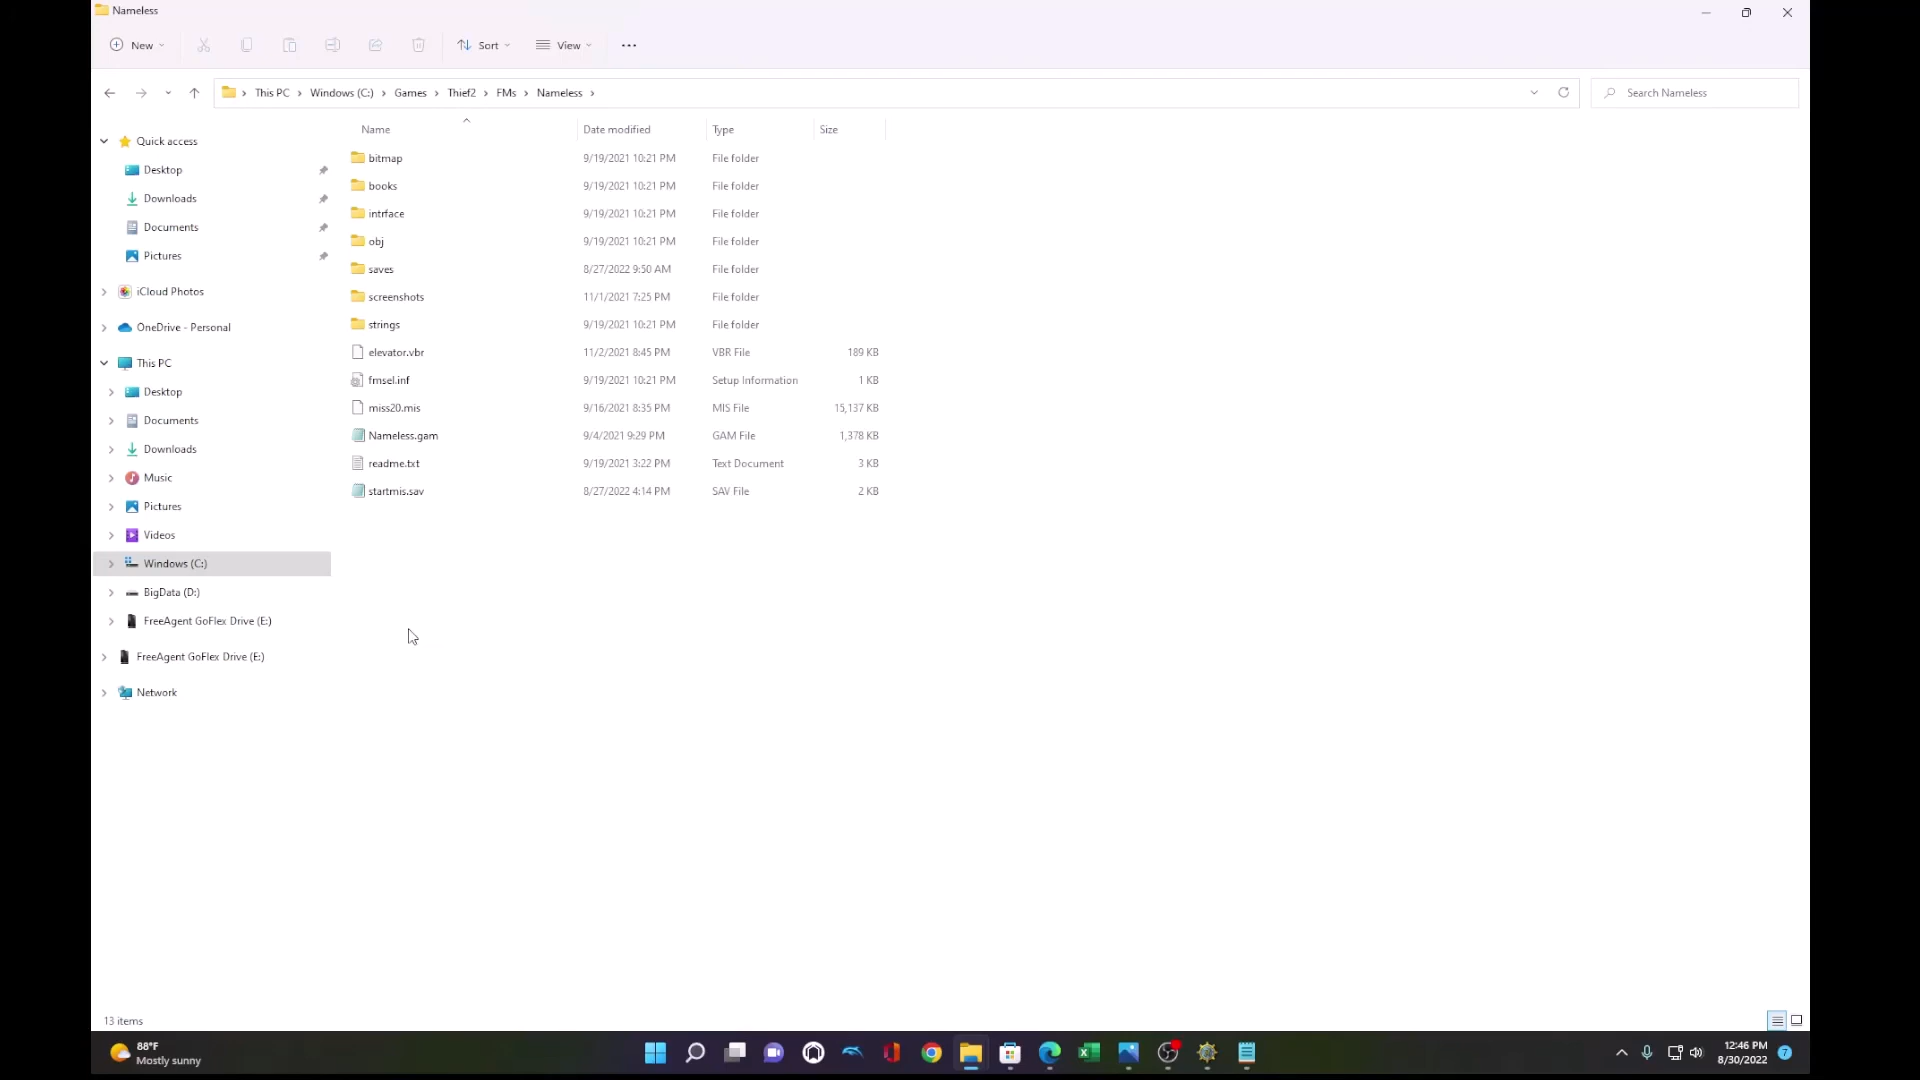 Nameless
New Sort View
This PC Windows (C:) Games Thief2 FMs Nameless
Search Nameless
Name Date modified Type Size
Quick access
Desktop
Downloads
Documents
Pictures
iCloud Photos
OneDrive - Personal
This PC
Desktop
Documents
Downloads
Music
Pictures
Videos
Windows (C:)
BigData (D:)
FreeAgent GoFlex Drive (E:)
FreeAgent GoFlex Drive (E:)
Network
bitmap 9/19/2021 10:21 PM File folder
books 9/19/2021 10:21 PM File folder
intrface 9/19/2021 10:21 PM File folder
obj 9/19/2021 10:21 PM File folder
saves 8/27/2022 9:50 AM File folder
screenshots 11/1/2021 7:25 PM File folder
strings 9/19/2021 10:21 PM File folder
elevator.vbr 11/2/2021 8:45 PM VBR File 189 KB
fmsel.inf 9/19/2021 10:21 PM Setup Information 1 KB
miss20.mis 9/16/2021 8:35 PM MIS File 15,137 KB
Nameless.gam 9/4/2021 9:29 PM GAM File 1,378 KB
readme.txt 9/19/2021 3:22 PM Text Document 3 KB
startmis.sav 8/27/2022 4:14 PM SAV File 2 KB
13 items
88°F
Mostly sunny
12:46 PM
8/30/2022
7